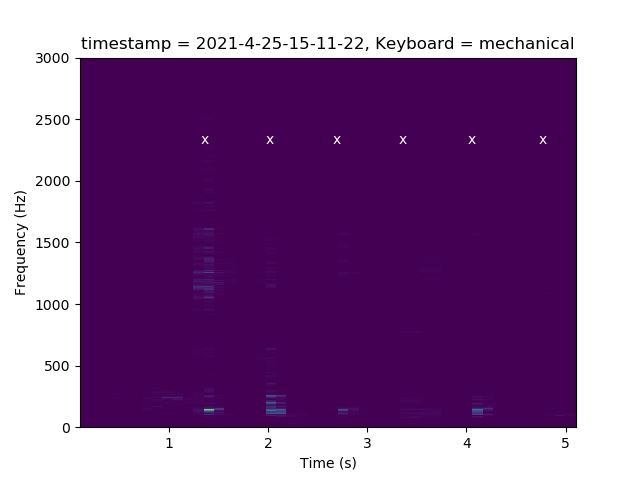 timestamp = 2021-4-25-15-11-22, Keyboard = mechanical
3000
2500
x x x x x x
2000
1500
1000
500
0
Frequency (Hz)
1 2 3 4 5
Time (s)